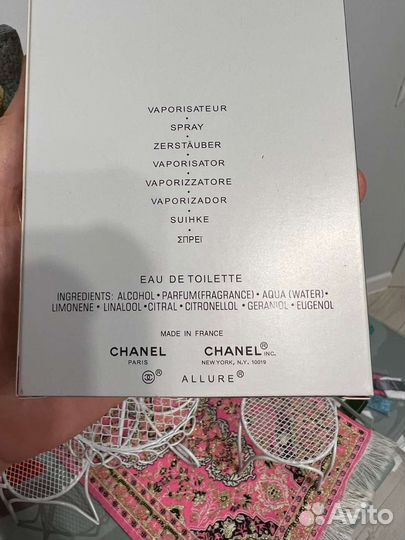 VAPORISATEUR
SPRAY
ZERSTÄUBER
VAPORISATOR
VAPORIZZATORE
VAPORIZADOR
SUIHKE
ΣΠΡΕΪ
EAU DE TOILETTE
INGREDIENTS: ALCOHOL • PARFUM(FRAGRANCE) • AQUA (WATER) •
LIMONENE • LINALOOL • CITRAL • CITRONELLOL • GERANIOL • EUGENOL
MADE IN FRANCE
CHANEL CHANEL® INC.
PARIS NEW YORK, N.Y. 10019
ALLURE®
Avito